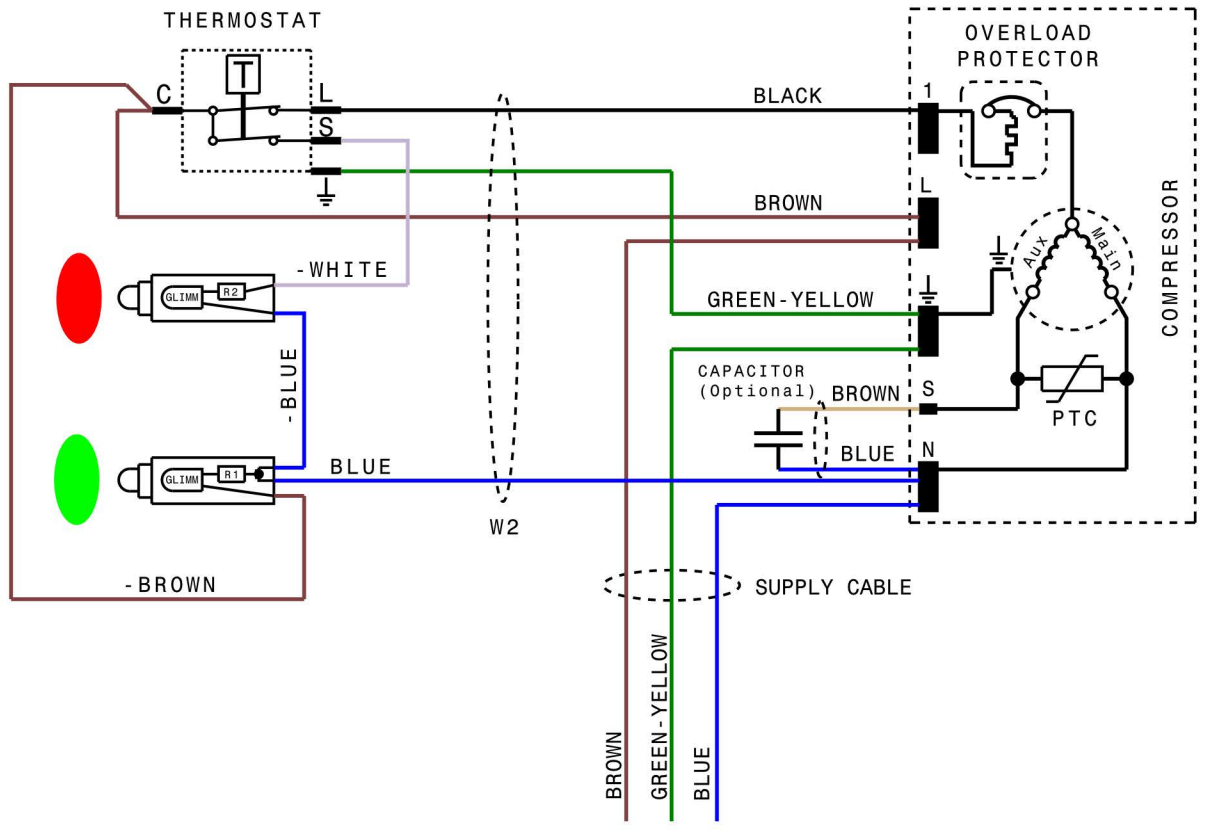 THERMOSTAT
OVERLOAD
PROTECTOR
T
C
L
S
BLACK
1
BROWN
L
COMPRESSOR
Aux
Main
-WHITE
GLIMM
R2
GREEN-YELLOW
-BLUE
CAPACITOR
(Optional)
BROWN
S
PTC
BLUE
N
GLIMM
R1
BLUE
W2
-BROWN
SUPPLY CABLE
BROWN
GREEN-YELLOW
BLUE